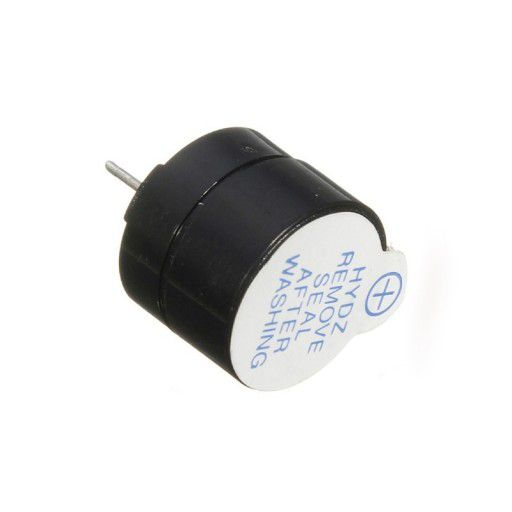 HYDZ
REMOVE
SEAL
AFTER
WASHING
+